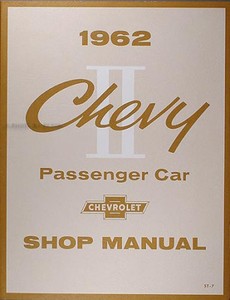 1962
Chevy
II
Passenger Car
CHEVROLET
SHOP MANUAL